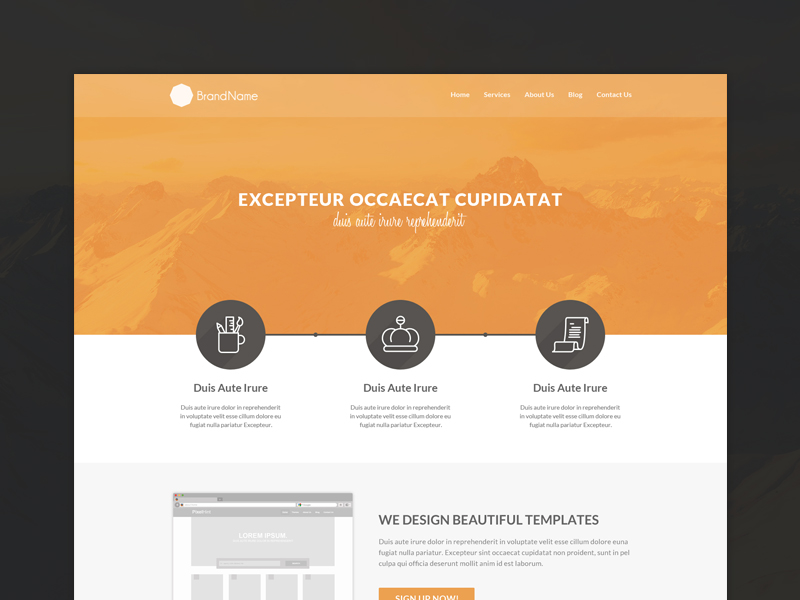 BrandName
Home Services About Us Blog Contact Us
EXCEPTEUR OCCAECAT CUPIDATAT
duis aute irure reprehenderit
Duis Aute Irure
Duis aute irure dolor in reprehenderit
in voluptate velit esse cillum dolore eu
fugiat nulla pariatur Excepteur.
Duis Aute Irure
Duis aute irure dolor in reprehenderit
in voluptate velit esse cillum dolore eu
fugiat nulla pariatur Excepteur.
Duis Aute Irure
Duis aute irure dolor in reprehenderit
in voluptate velit esse cillum dolore eu
fugiat nulla pariatur Excepteur.
LOREM IPSUM
WE DESIGN BEAUTIFUL TEMPLATES
Duis aute irure dolor in reprehenderit in voluptate velit esse cillum dolore euna
fugiat nulla pariatur. Excepteur sint occaecat cupidatat non proident, sunt in pel
culpa qui officia deserunt mollit anim id est laborum.
SIGN UP NOW!